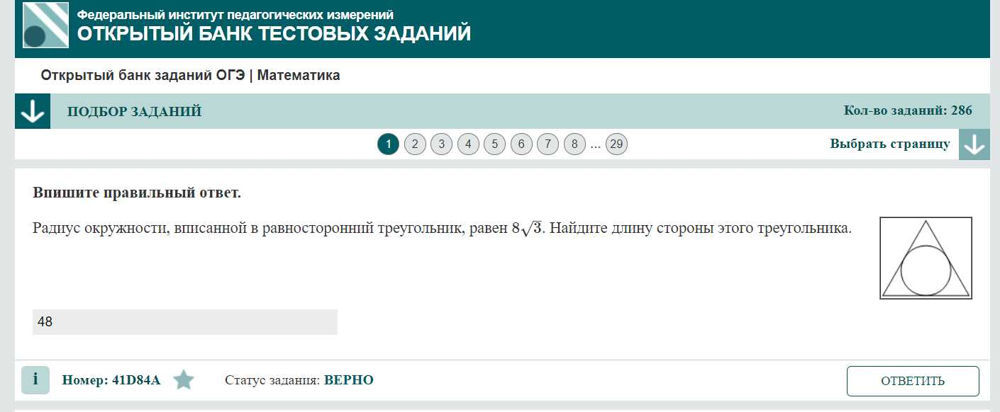 Федеральный институт педагогических измерений
ОТКРЫТЫЙ БАНК ТЕСТОВЫХ ЗАДАНИЙ
Открытый банк заданий ОГЭ | Математика
ПОДБОР ЗАДАНИЙ
Кол-во заданий: 286
1 2 3 4 5 6 7 8 ... 29
Выбрать страницу
Впишите правильный ответ.
Радиус окружности, вписанной в равносторонний треугольник, равен 8√3. Найдите длину стороны этого треугольника.
48
i Номер: 41D84A Статус задания: ВЕРНО
ОТВЕТИТЬ